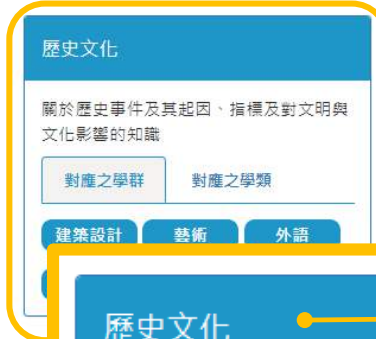 歷史文化
關於歷史事件及其起因、指標及對文明與
文化影響的知識
對應之學群 對應之學類
建築設計 藝術 外語
歷史文化